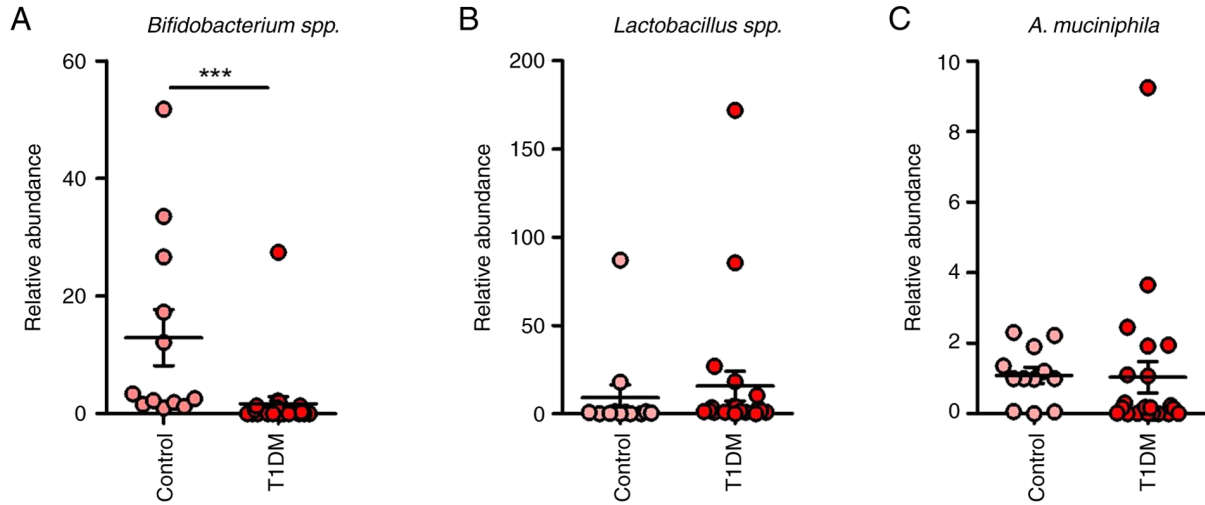 A
Bifidobacterium spp.
Relative abundance
60
40
20
0
***
Control
T1DM
B
Lactobacillus spp.
Relative abundance
200
150
100
50
0
Control
T1DM
C
A. muciniphila
Relative abundance
10
8
6
4
2
0
Control
T1DM